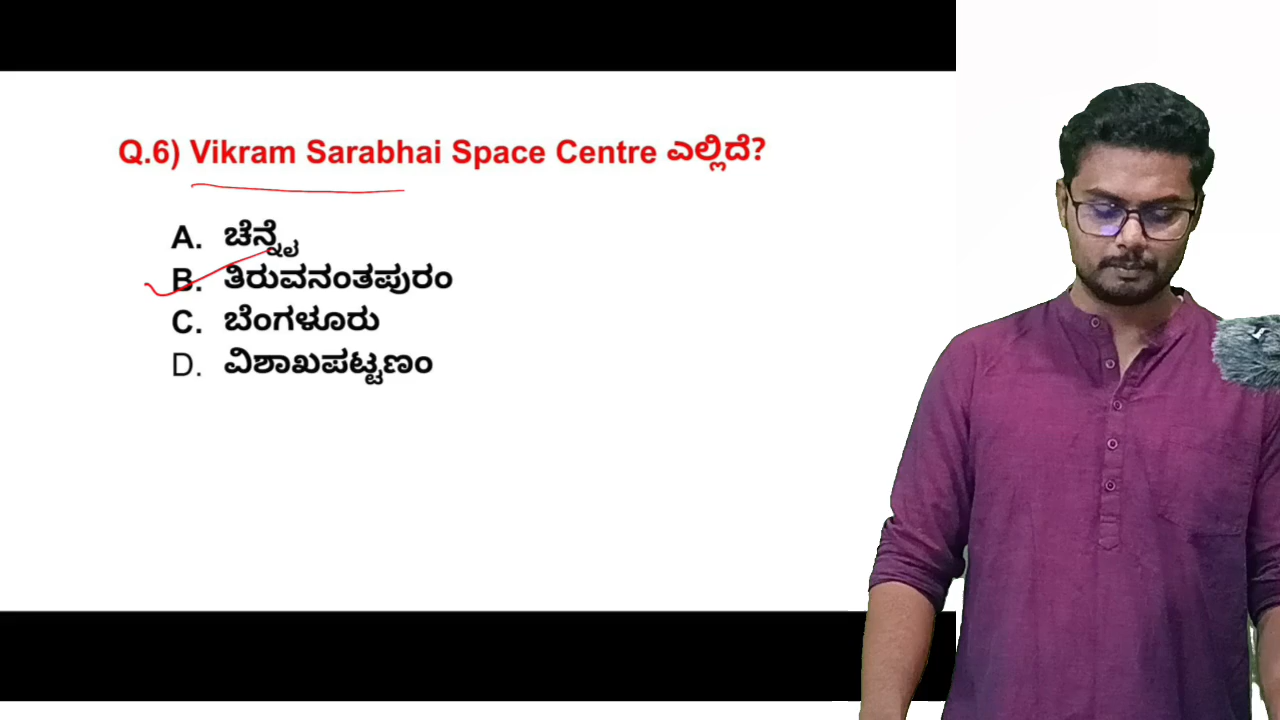 Q.6) Vikram Sarabhai Space Centre ಎಲ್ಲಿದೆ?
A. ಚೆನ್ನೈ
B. ತಿರುವನಂತಪುರಂ
C. ಬೆಂಗಳೂರು
D. ವಿಶಾಖಪಟ್ಟಣಂ